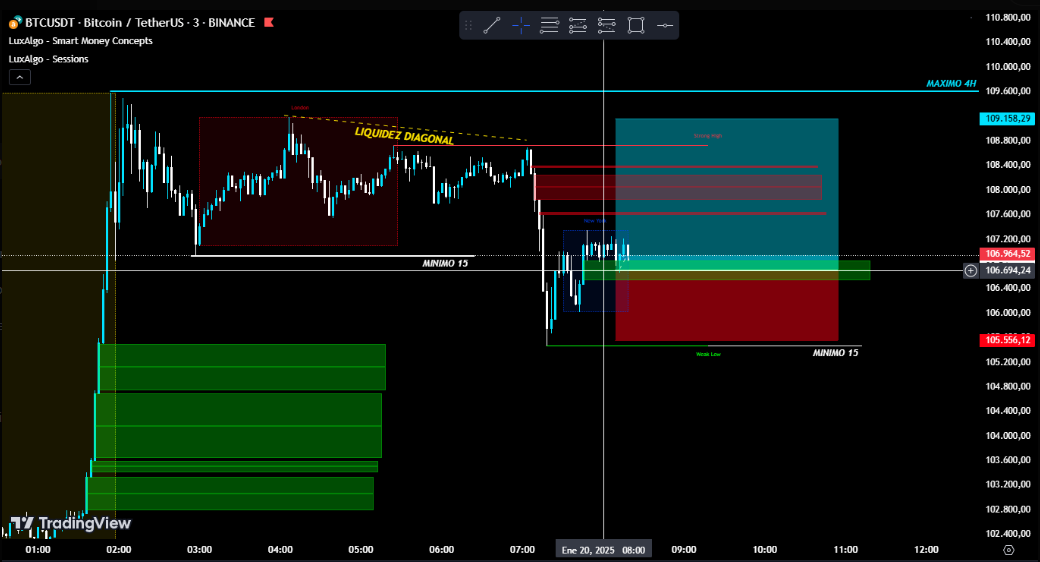 BTCUSDT · Bitcoin / TetherUS · 3 · BINANCE
LuxAlgo - Smart Money Concepts
LuxAlgo - Sessions
110.800,00
110.400,00
110.000,00
109.600,00
109.158,29
108.800,00
108.400,00
108.000,00
107.600,00
107.200,00
106.964,52
106.694,24
106.400,00
106.000,00
105.556,12
105.200,00
104.800,00
104.400,00
104.000,00
103.600,00
103.200,00
102.800,00
102.400,00
MAXIMO 4H
London
LIQUIDEZ DIAGONAL
Strong High
New York
MINIMO 15
Weak Low
MINIMO 15
TradingView
01:00
02:00
03:00
04:00
05:00
06:00
07:00
Ene 20, 2025 08:00
09:00
10:00
11:00
12:00